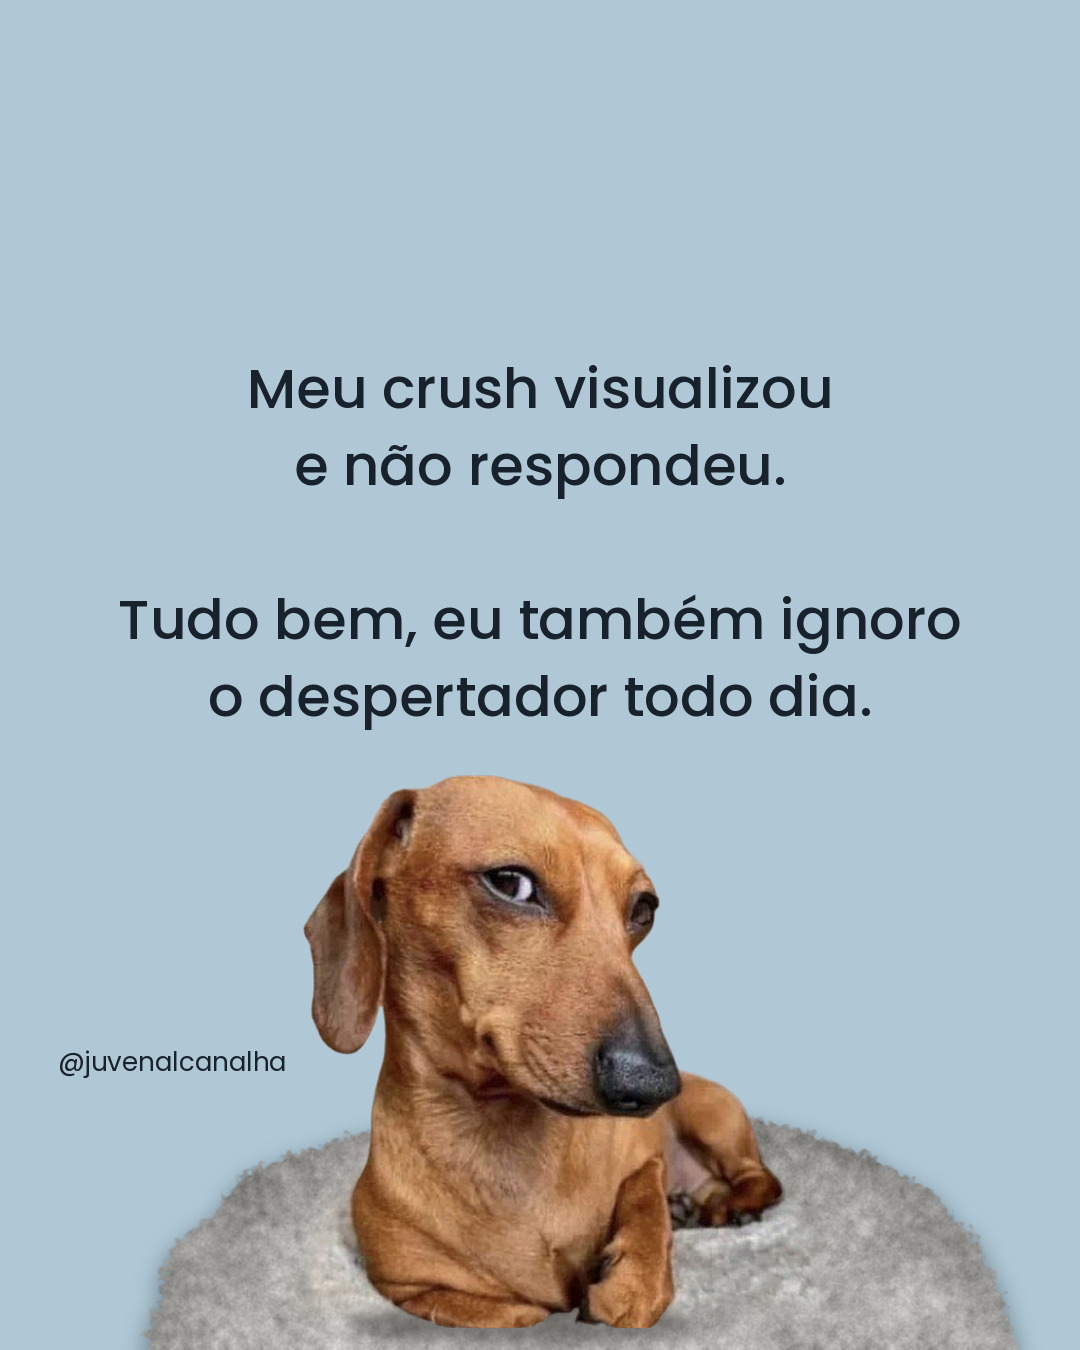 Meu crush visualizou
e não respondeu.
Tudo bem, eu também ignoro
o despertador todo dia.
@juvenalcanalha